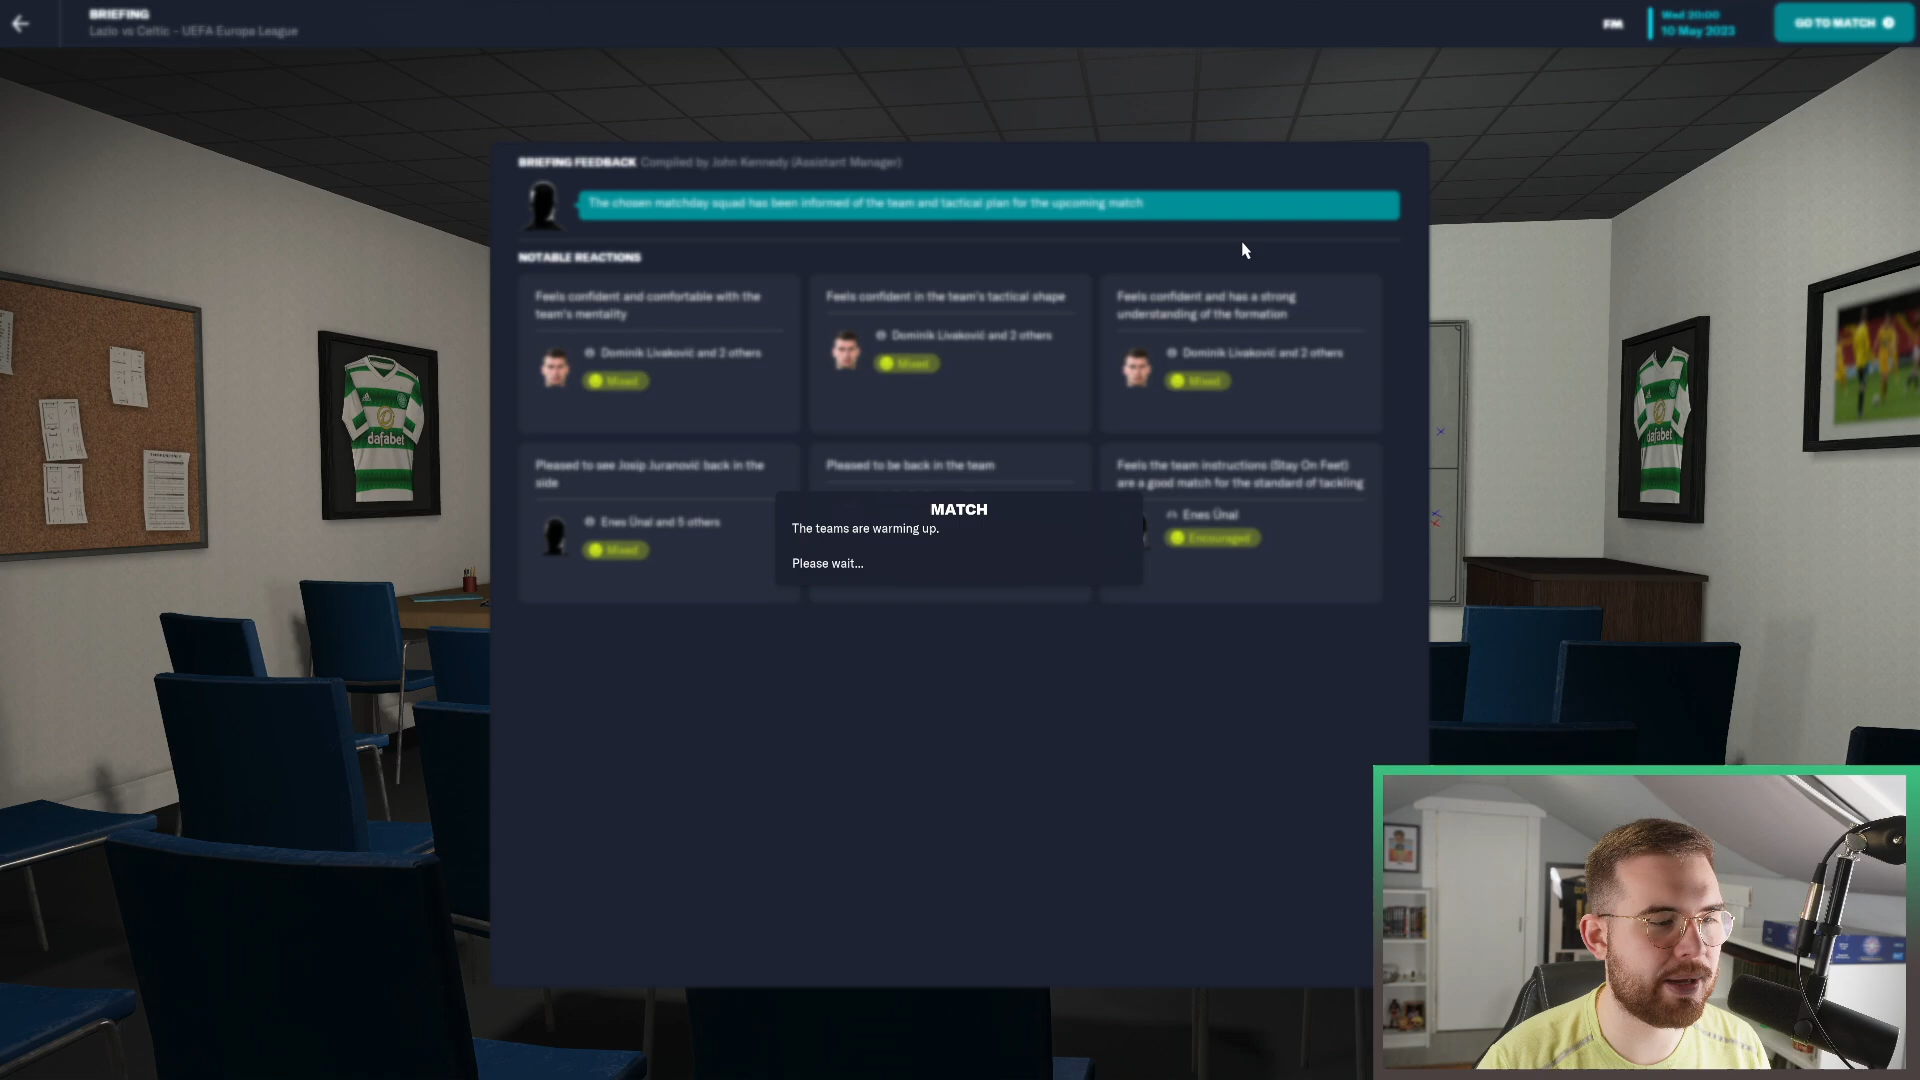 BRIEFING
Lazio vs Celtic - UEFA Europa League
FM
Wed 20:00
10 May 2023
GO TO MATCH
BRIEFING FEEDBACK Compiled by John Kennedy (Assistant Manager)
The chosen matchday squad has been informed of the team and tactical plan for the upcoming match
NOTABLE REACTIONS
Feels confident and comfortable with the
team's mentality
Dominik Livaković and 2 others
Mixed
Feels confident in the team's tactical shape
Dominik Livaković and 2 others
Mixed
Feels confident and has a strong
understanding of the formation
Dominik Livaković and 2 others
Mixed
Pleased to see Josip Juranović back in the
side
Enes Ünal and 5 others
Mixed
Pleased to be back in the team
Feels the team instructions (Stay On Feet)
are a good match for the standard of tackling
Enes Ünal
Encouraged
MATCH
The teams are warming up.
Please wait...
dafabet
dafabet